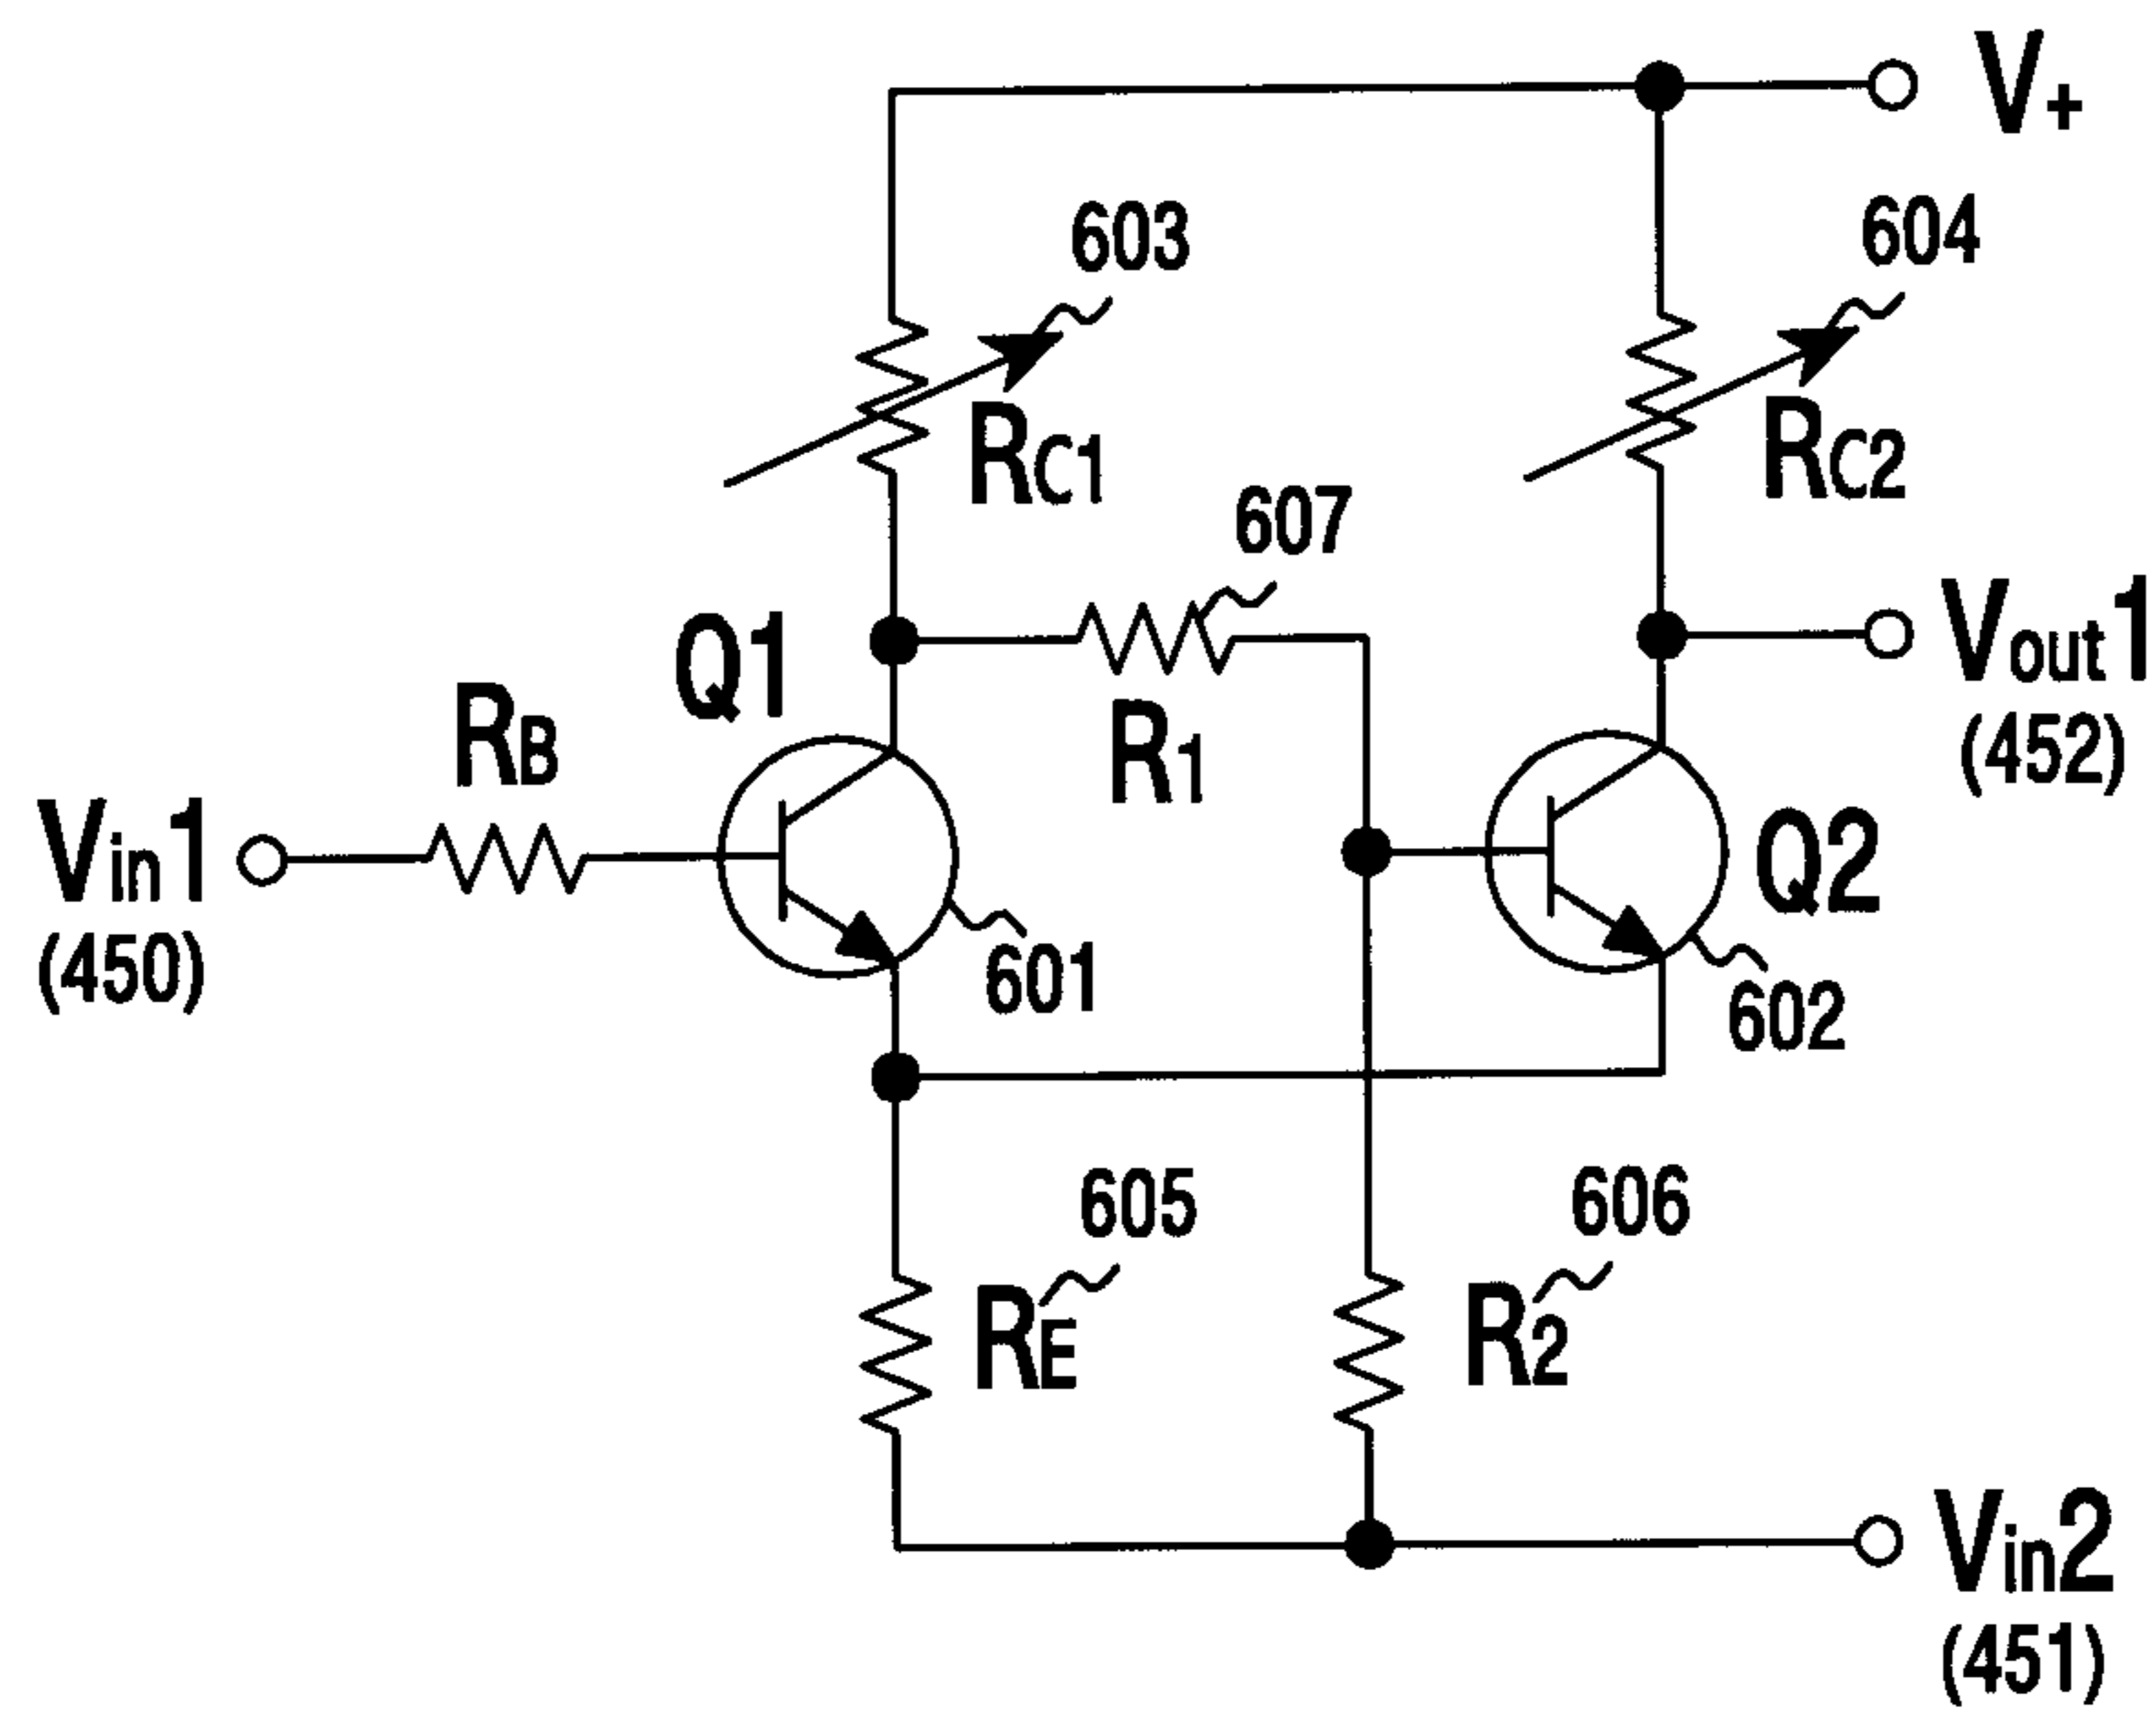 V+
603
604
RC1
RC2
607
Q1
Vout1
(452)
RB
R1
Vin1
(450)
Q2
601
602
605
606
RE
R2
Vin2
(451)